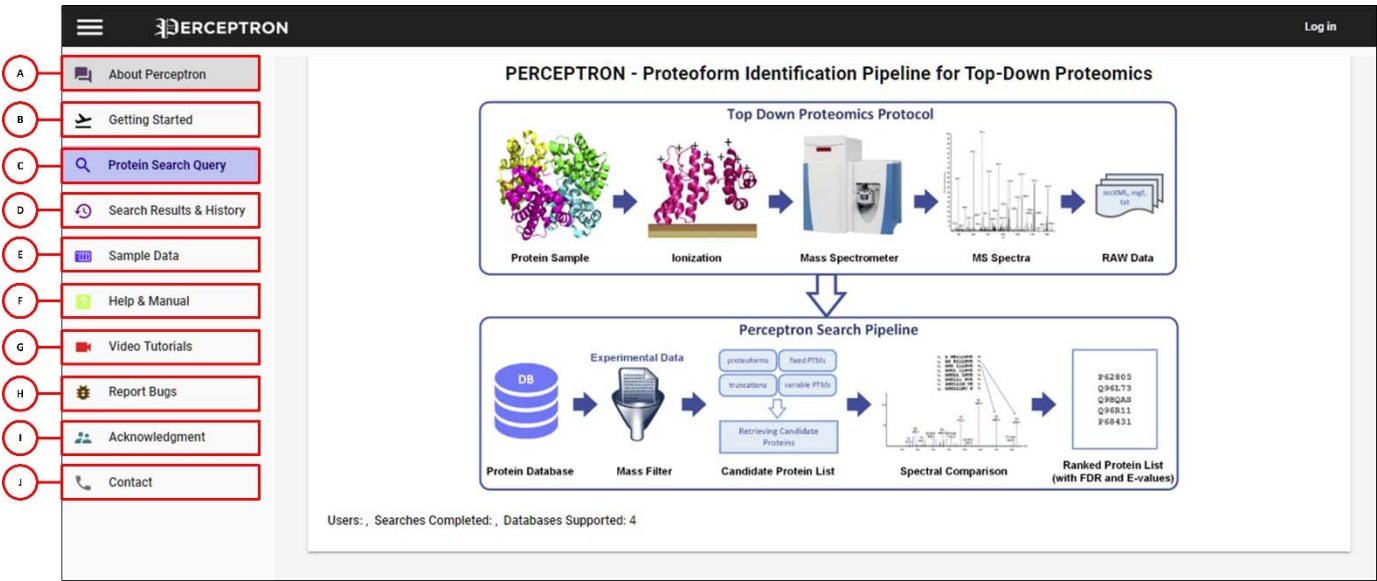 PERCEPTRON
Log in
A
About Perceptron
B
Getting Started
C
Protein Search Query
D
Search Results & History
E
Sample Data
F
Help & Manual
G
Video Tutorials
H
Report Bugs
I
Acknowledgment
J
Contact
PERCEPTRON - Proteoform Identification Pipeline for Top-Down Proteomics
Top Down Proteomics Protocol
mzXML, mgf,
txt
Protein Sample
Ionization
Mass Spectrometer
MS Spectra
RAW Data
Perceptron Search Pipeline
DB
Experimental Data
proteoforms
fixed PTMs
truncations
variable PTMs
Retrieving Candidate
Proteins
P62805
Q96L73
Q9BQA5
Q96R11
P68431
Protein Database
Mass Filter
Candidate Protein List
Spectral Comparison
Ranked Protein List
(with FDR and E-values)
Users: , Searches Completed: , Databases Supported: 4